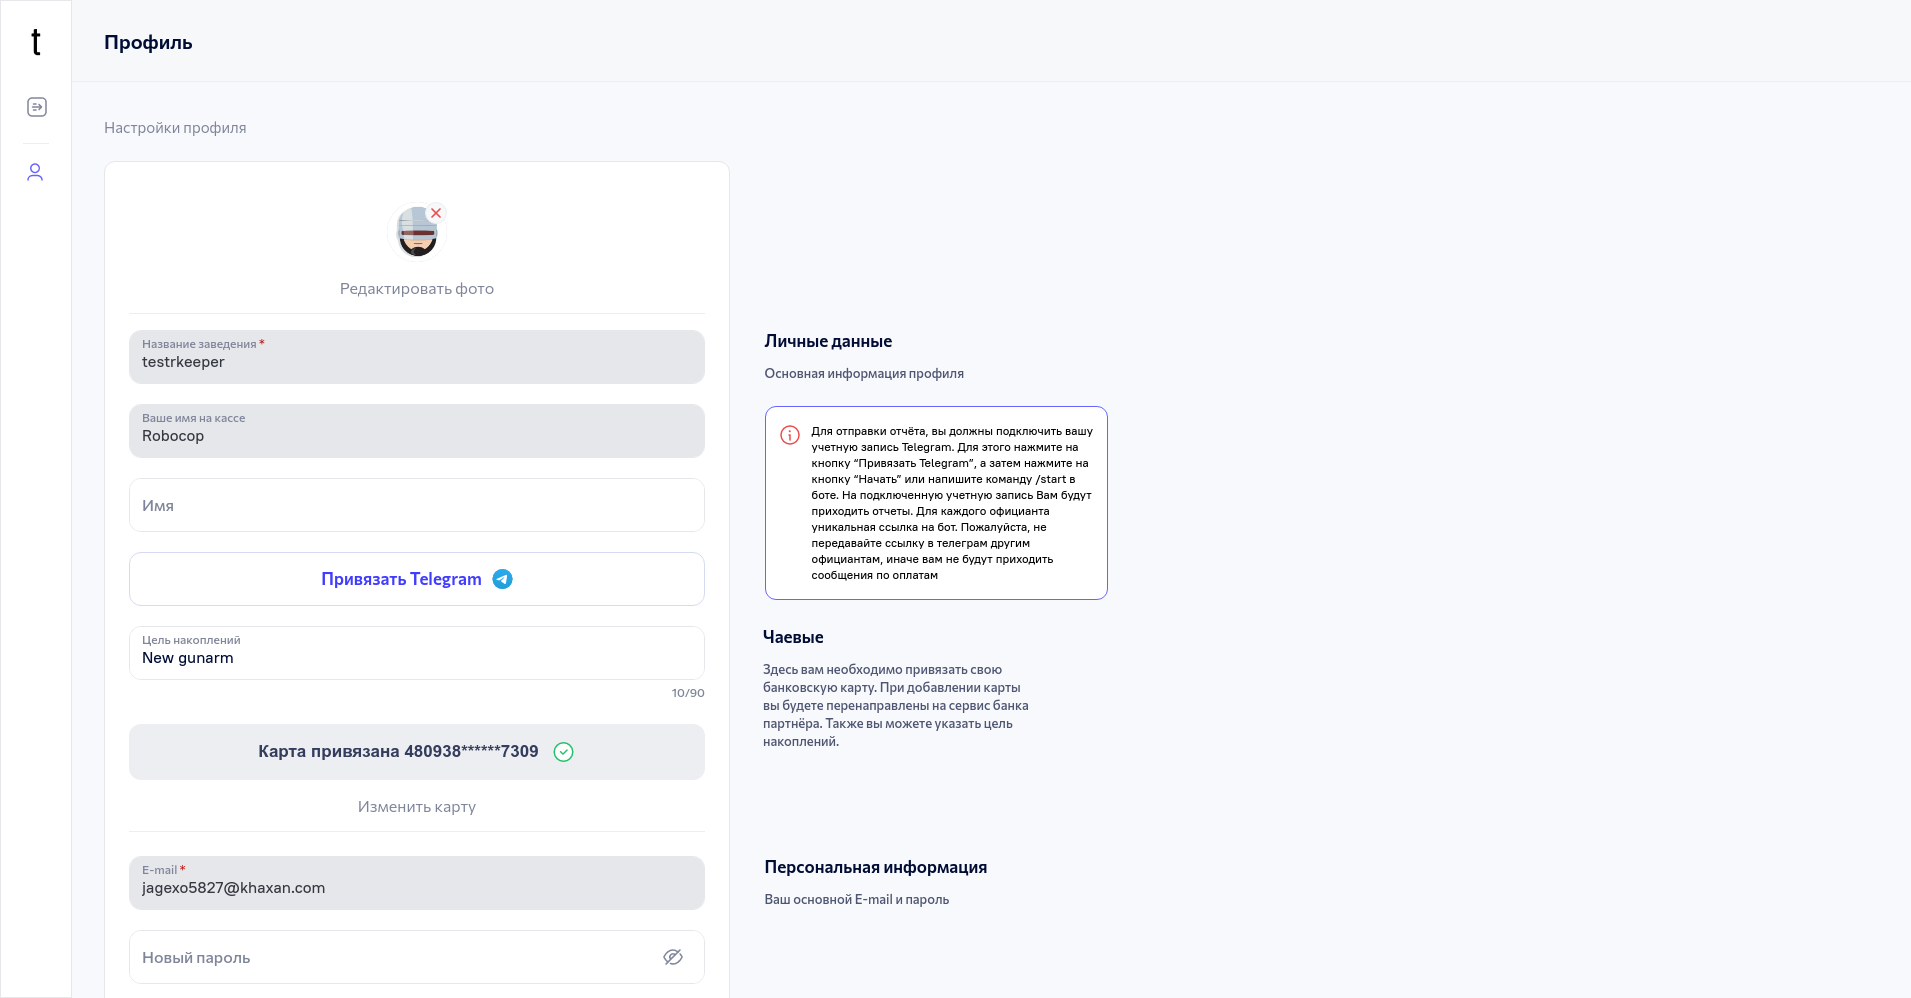 t
Профиль
Настройки профиля
Редактировать фото
Название заведения *
testrkeeper
Ваше имя на кассе
Robocop
Имя
Привязать Telegram
Цель накоплений
New gunarm
10/90
Карта привязана 480938******7309
Изменить карту
E-mail *
jagexo5827@khaxan.com
Новый пароль
Личные данные
Основная информация профиля
Для отправки отчёта, вы должны подключить вашу
учетную запись Telegram. Для этого нажмите на
кнопку “Привязать Telegram”, а затем нажмите на
кнопку “Начать” или напишите команду /start в
боте. На подключенную учетную запись Вам будут
приходить отчеты. Для каждого официанта
уникальная ссылка на бот. Пожалуйста, не
передавайте ссылку в телеграм другим
официантам, иначе вам не будут приходить
сообщения по оплатам
Чаевые
Здесь вам необходимо привязать свою
банковскую карту. При добавлении карты
вы будете перенаправлены на сервис банка
партнёра. Также вы можете указать цель
накоплений.
Персональная информация
Ваш основной E-mail и пароль